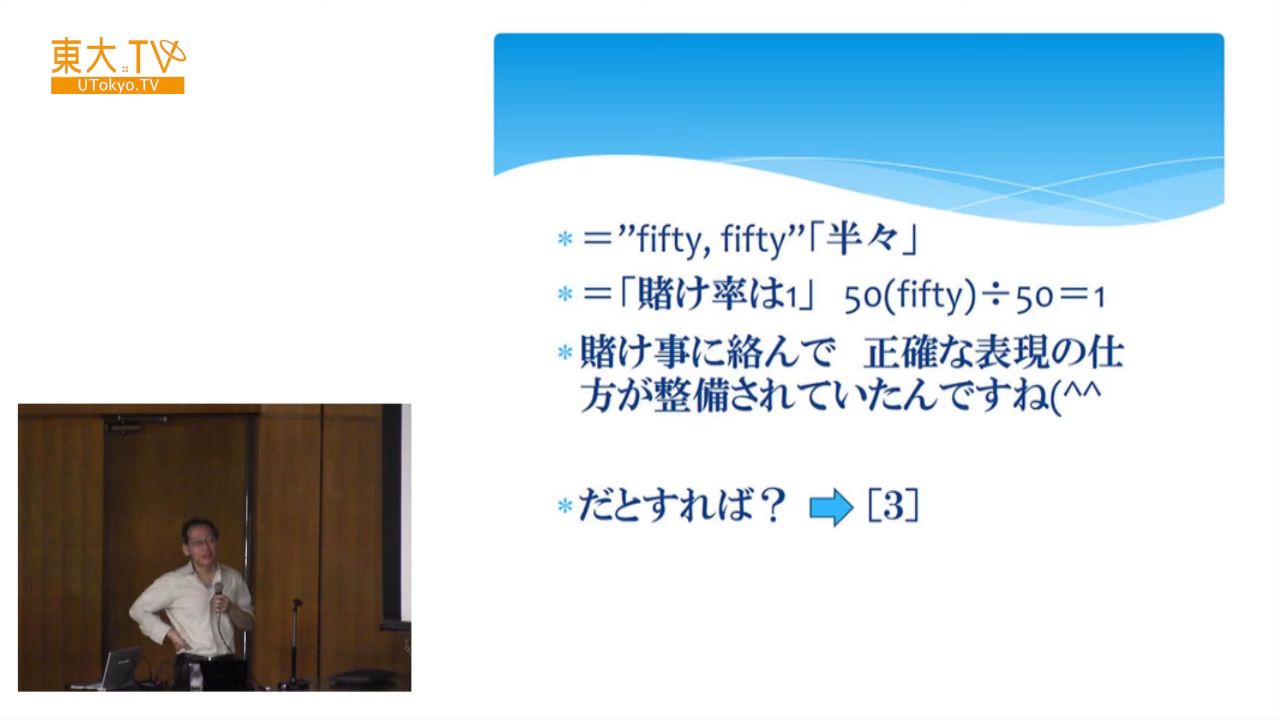 東大.TV
UTokyo.TV
＊＝”fifty, fifty”「半々」
＊＝「賭け率は1」 50(fifty)÷50＝1
＊賭け事に絡んで　正確な表現の仕
方が整備されていたんですね(^^
＊だとすれば？ ➡ [3]